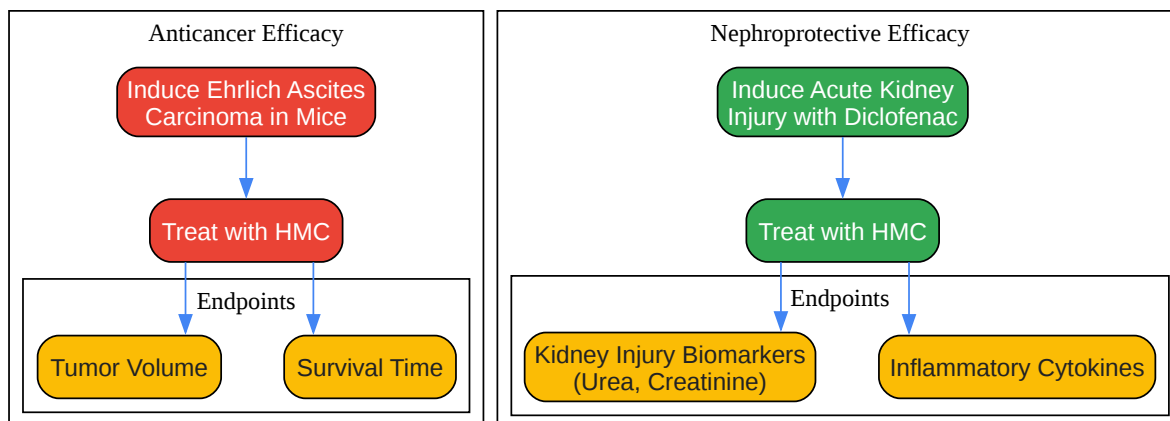 Anticancer Efficacy
Induce Ehrlich Ascites
Carcinoma in Mice
Treat with HMC
Endpoints
Tumor Volume
Survival Time
Nephroprotective Efficacy
Induce Acute Kidney
Injury with Diclofenac
Treat with HMC
Endpoints
Kidney Injury Biomarkers
(Urea, Creatinine)
Inflammatory Cytokines